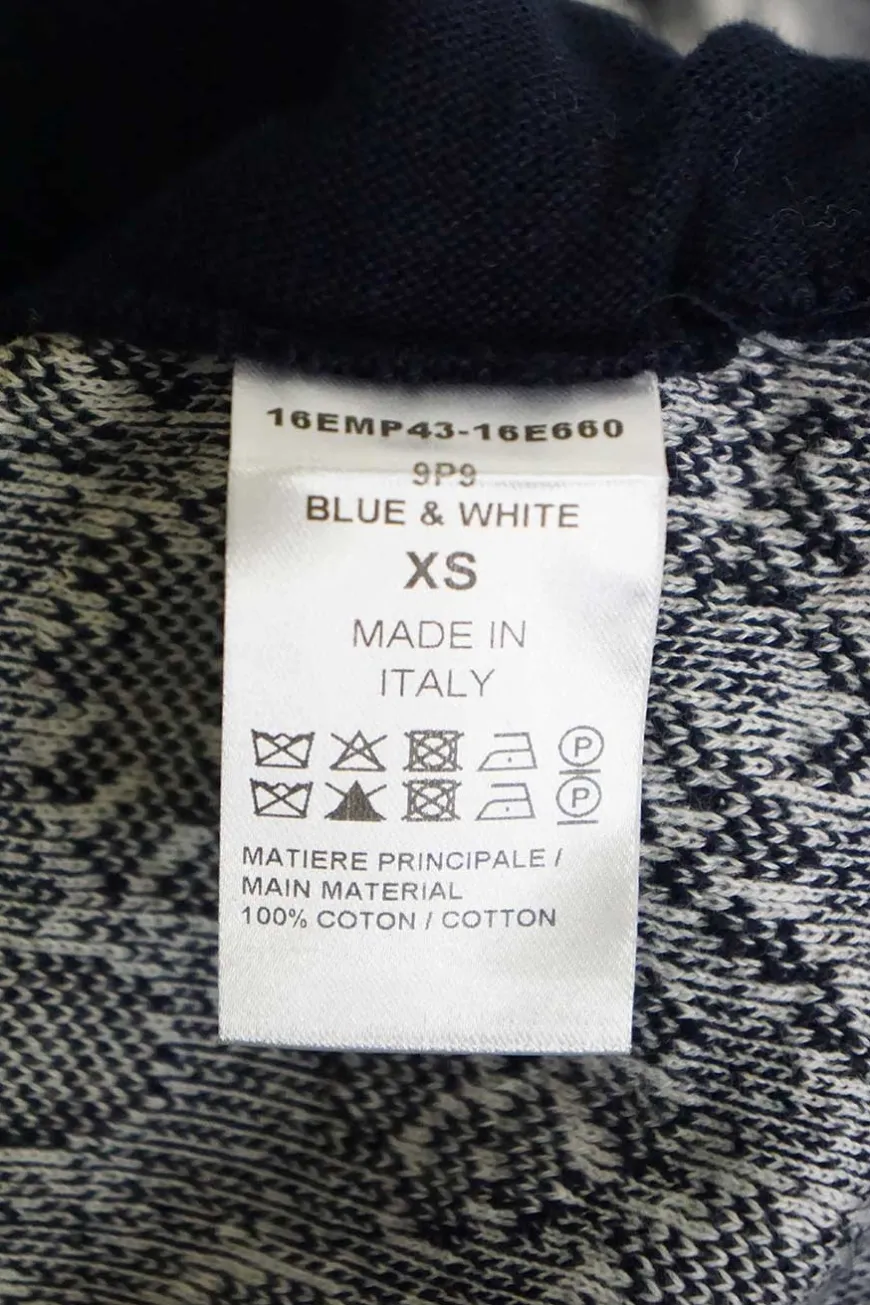 16EMP43-16E660
9P9
BLUE & WHITE
XS
MADE IN
ITALY
P
P
MATIERE PRINCIPALE /
MAIN MATERIAL
100% COTON / COTTON